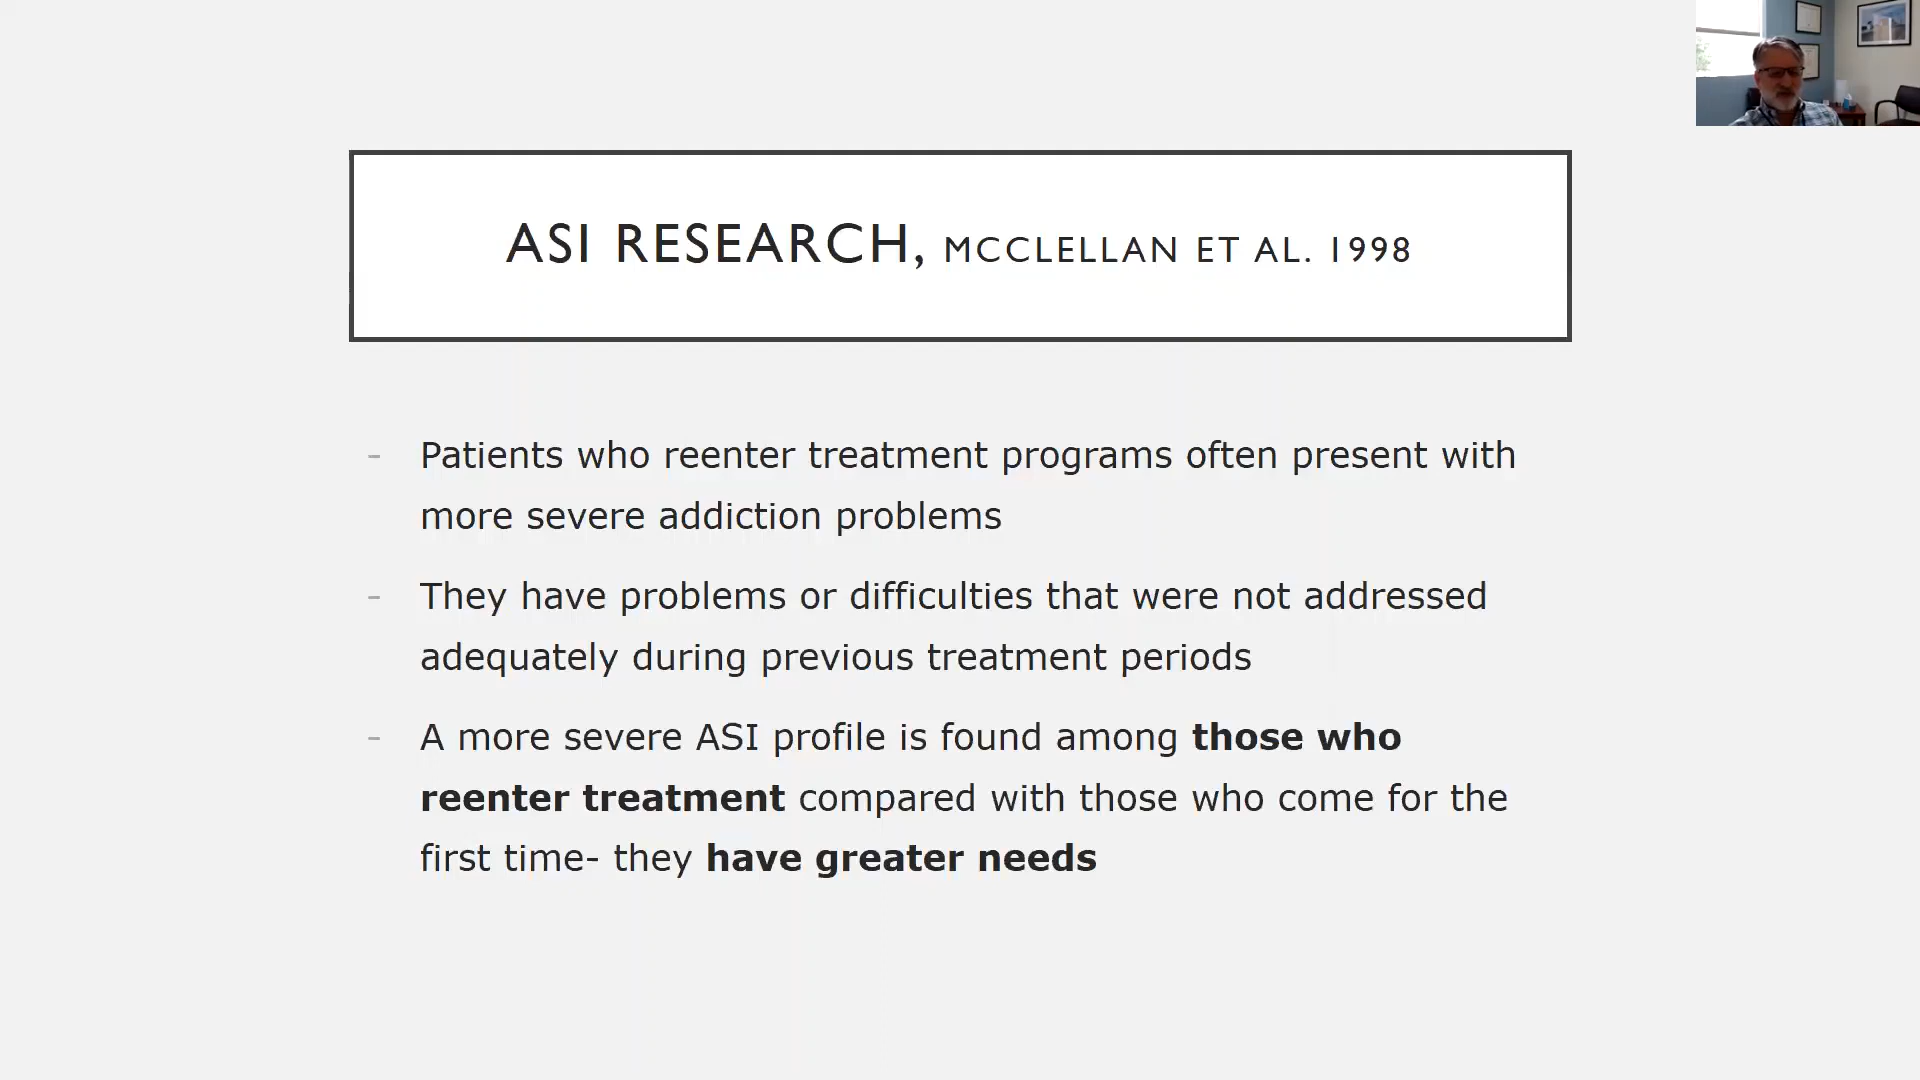 ASI RESEARCH, MCCLELLAN ET AL. 1998
- Patients who reenter treatment programs often present with
more severe addiction problems
- They have problems or difficulties that were not addressed
adequately during previous treatment periods
- A more severe ASI profile is found among those who
reenter treatment compared with those who come for the
first time- they have greater needs